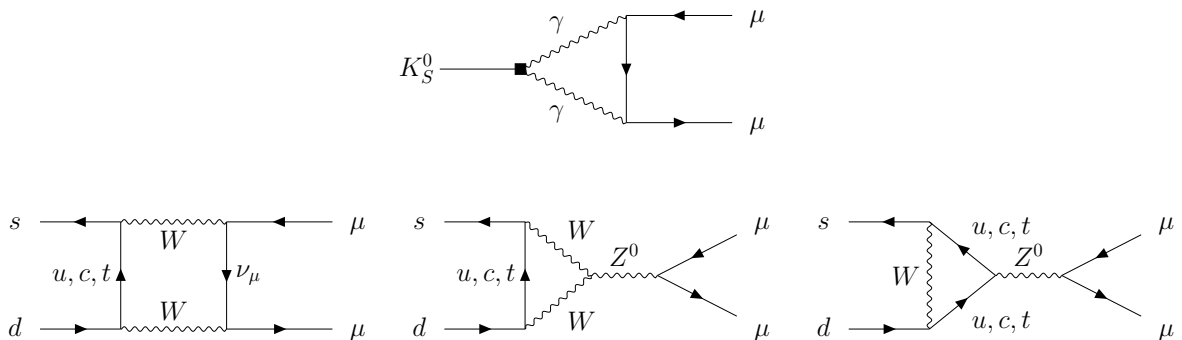 γ μ
K_S^0
γ μ
s W μ
u, c, t ν_μ
d W μ
s W μ
u, c, t Z^0
d W μ
s u, c, t μ
W Z^0
d u, c, t μ